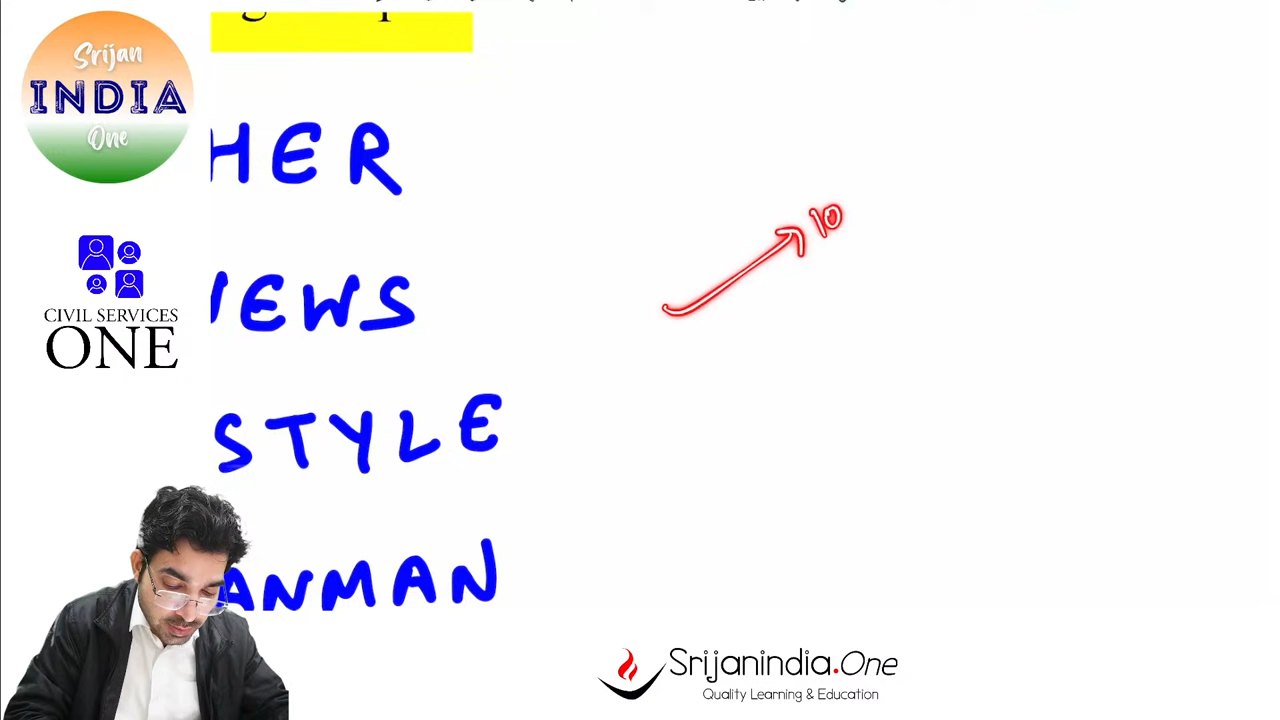 Srijan
INDIA
One
HER
IEWS
CIVIL SERVICES
ONE
STYLE
ANMAN
10
Srijanindia.One
Quality Learning & Education